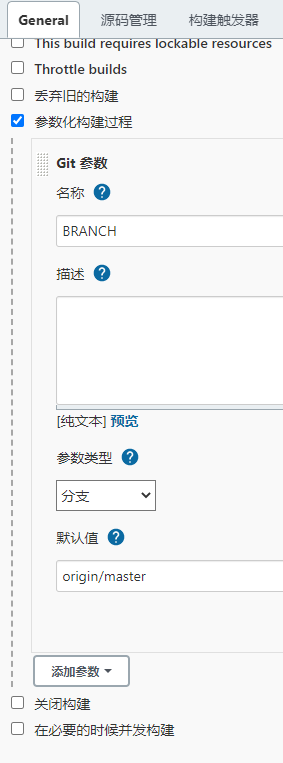 General 源码管理 构建触发器
This build requires lockable resources
Throttle builds
丢弃旧的构建
参数化构建过程
Git 参数
名称 ?
BRANCH
描述 ?
[纯文本] 预览
参数类型 ?
分支
默认值 ?
origin/master
添加参数
关闭构建
在必要的时候并发构建